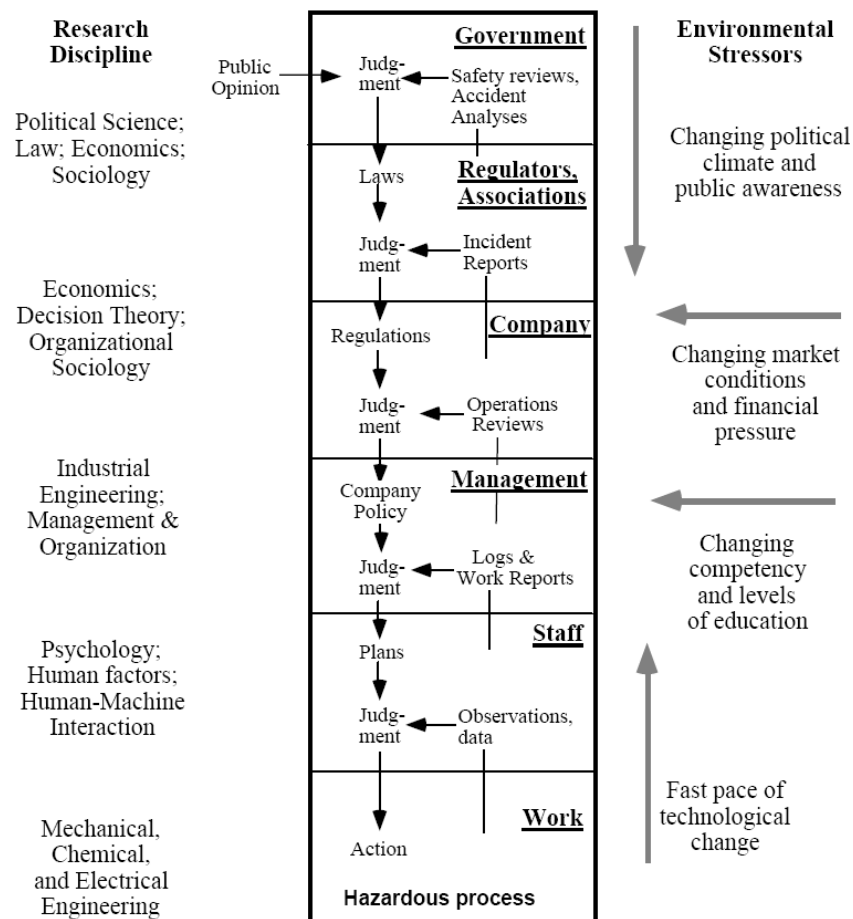 Research
Discipline
Political Science;
Law; Economics;
Sociology
Economics;
Decision Theory;
Organizational
Sociology
Industrial
Engineering;
Management &
Organization
Psychology;
Human factors;
Human-Machine
Interaction
Mechanical,
Chemical,
and Electrical
Engineering
Public
Opinion
Government
Judg-
ment
Safety reviews,
Accident
Analyses
Regulators,
Associations
Laws
Judg-
ment
Incident
Reports
Company
Regulations
Judg-
ment
Operations
Reviews
Management
Company
Policy
Judg-
ment
Logs &
Work Reports
Staff
Plans
Judg-
ment
Observations,
data
Work
Action
Hazardous process
Environmental
Stressors
Changing political
climate and
public awareness
Changing market
conditions
and financial
pressure
Changing
competency
and levels
of education
Fast pace of
technological
change